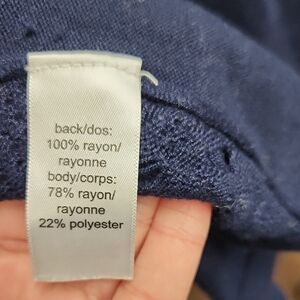 back/dos:
100% rayon/
rayonne
body/corps:
78% rayon/
rayonne
22% polyester